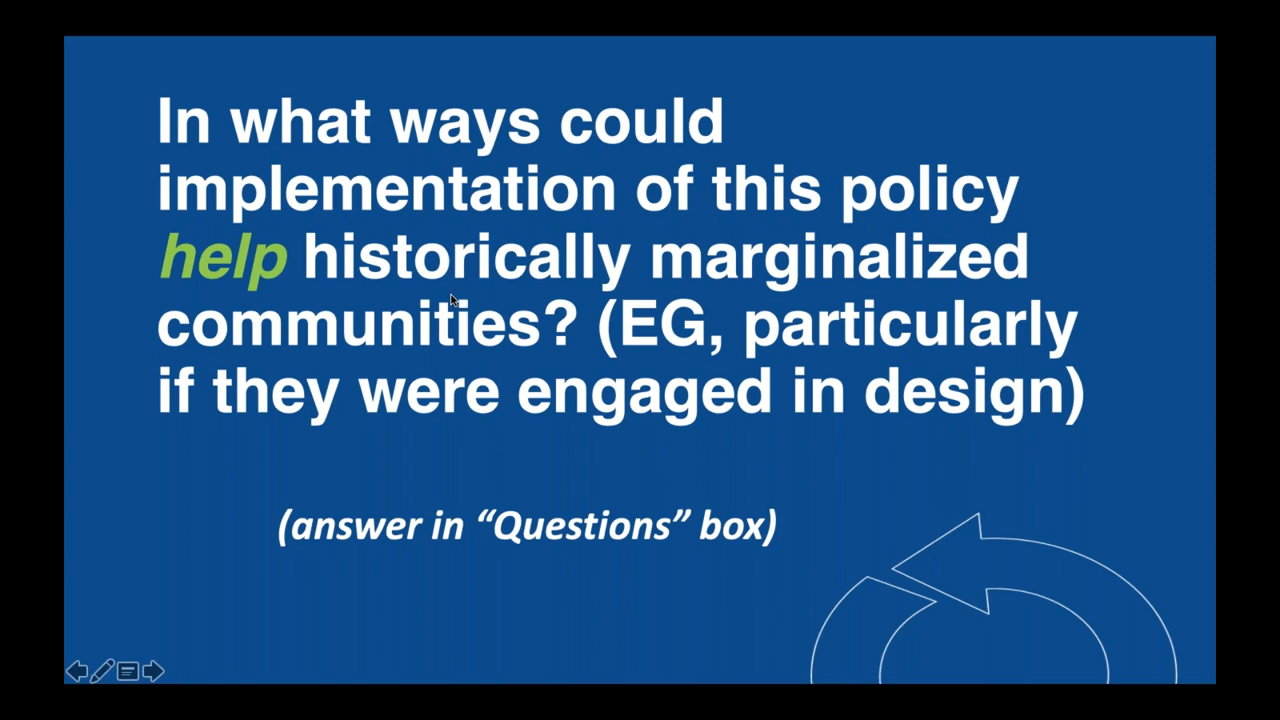 In what ways could
implementation of this policy
help historically marginalized
communities? (EG, particularly
if they were engaged in design)
(answer in “Questions” box)